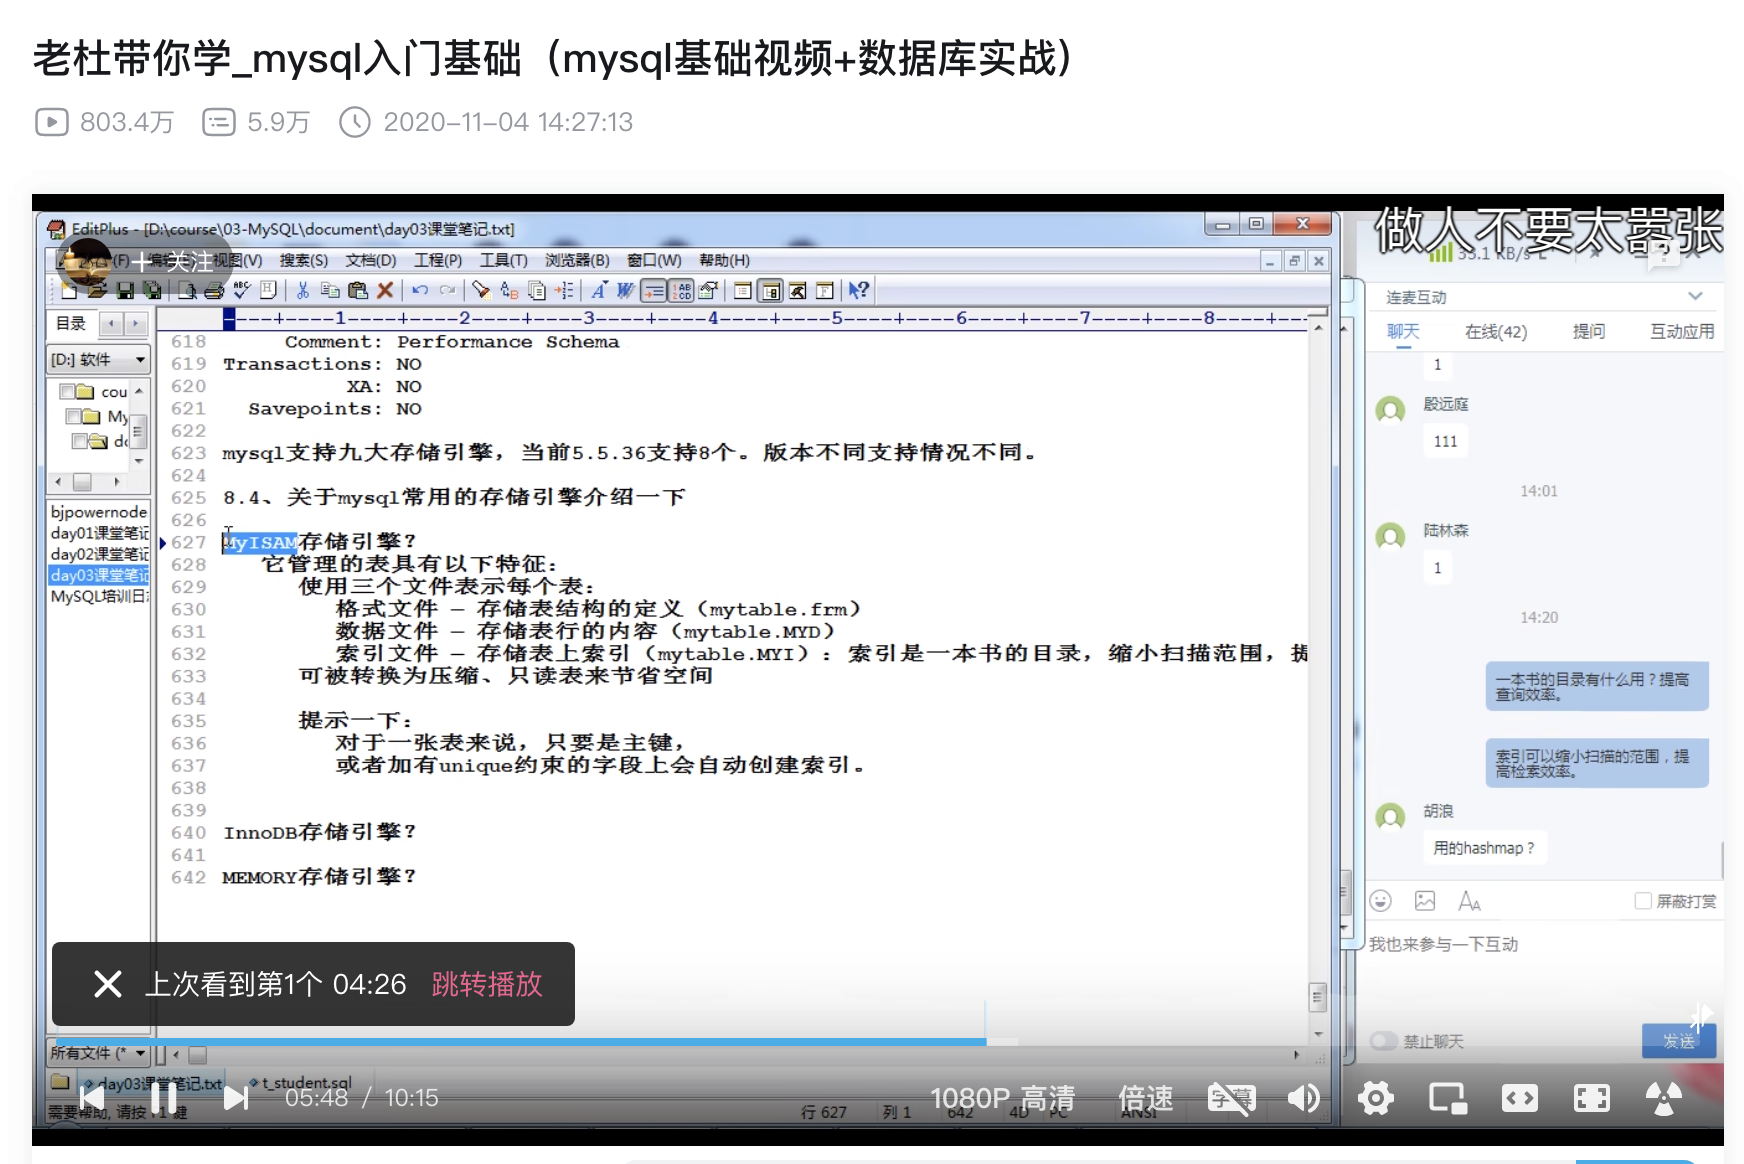 老杜带你学_mysql入门基础（mysql基础视频+数据库实战）
803.4万 5.9万 2020-11-04 14:27:13
EditPlus - [D:\course\03-MySQL\document\day03课堂笔记.txt]
做人不要太嚣张
+ 关注
视图(V) 搜索(S) 文档(D) 工程(P) 工具(T) 浏览器(B) 窗口(W) 帮助(H)
33.1 KB/s
目录
----+----1----+----2----+----3----+----4----+----5----+----6----+----7----+----8----+--
[D:] 软件
cou
My
bjpowernode
day01课堂笔记
day02课堂笔记
day03课堂笔记
MySQL培训日
618 Comment: Performance Schema
619 Transactions: NO
620 XA: NO
621 Savepoints: NO
622
623 mysql支持九大存储引擎，当前5.5.36支持8个。版本不同支持情况不同。
624
625 8.4、关于mysql常用的存储引擎介绍一下
626
627 MyISAM存储引擎？
628 它管理的表具有以下特征：
629 使用三个文件表示每个表：
630 格式文件 — 存储表结构的定义（mytable.frm）
631 数据文件 — 存储表行的内容（mytable.MYD）
632 索引文件 — 存储表上索引（mytable.MYI）：索引是一本书的目录，缩小扫描范围，提
633 可被转换为压缩、只读表来节省空间
634
635 提示一下：
636 对于一张表来说，只要是主键，
637 或者加有unique约束的字段上会自动创建索引。
638
639
640 InnoDB存储引擎？
641
642 MEMORY存储引擎？
连麦互动
聊天 在线(42) 提问 互动应用
1
殷远庭
111
14:01
陆林森
1
14:20
一本书的目录有什么用？提高
查询效率。
索引可以缩小扫描的范围，提
高检索效率。
胡浪
用的hashmap？
屏蔽打赏
我也来参与一下互动
禁止聊天 发送
上次看到第1个 04:26 跳转播放
所有文件 (*
day03课堂笔记.txt t_student.sql
05:48 / 10:15 1080P 高清 倍速 字幕
需要帮助, 请按 F1 键 行 627 列 1 642 4D PC ANSI